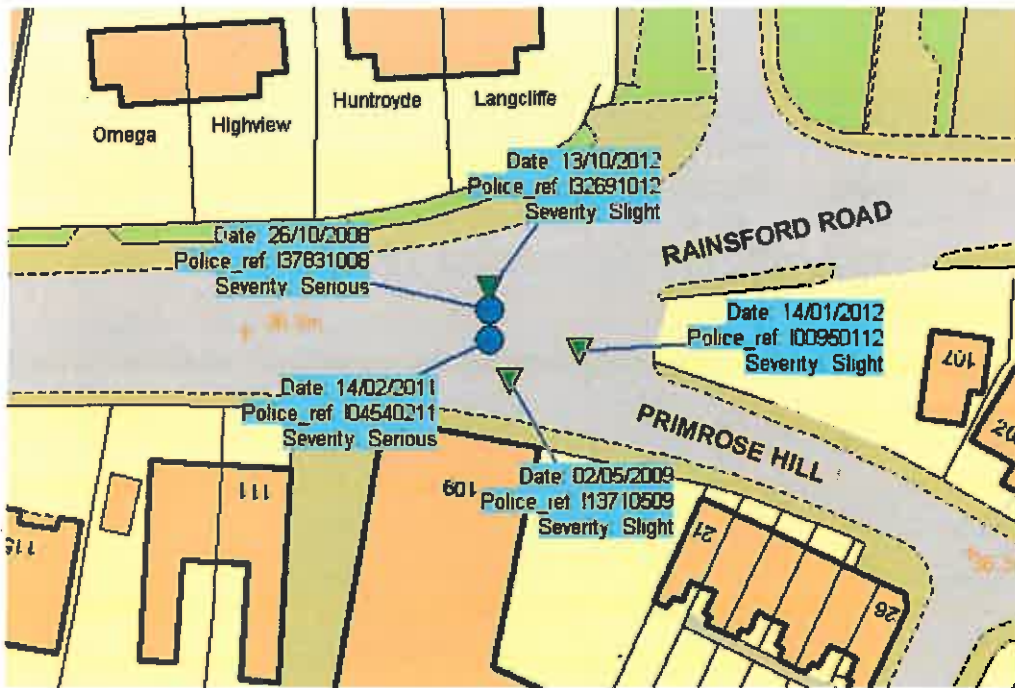 Omega
Highview
Huntroyde
Langcliffe
Date 13/10/2012
Police_ref I32691012
Severity Slight
Date 26/10/2008
Police_ref I37831008
Severity Serious
RAINSFORD ROAD
Date 14/01/2012
Police_ref I00950112
Severity Slight
107
Date 14/02/2011
Police_ref I04540211
Severity Serious
PRIMROSE HILL
Date 02/05/2009
Police_ref I13710509
Severity Slight
111
109
115
21
26